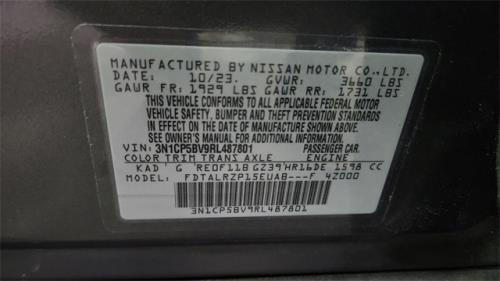 MANUFACTURED BY NISSAN MOTOR CO., LTD.
DATE: 10/23. GVWR: 3660 LBS
GAWR FR: 1929 LBS GAWR RR: 1731 LBS
THIS VEHICLE CONFORMS TO ALL APPLICABLE FEDERAL MOTOR
VEHICLE SAFETY, BUMPER AND THEFT PREVENTION STANDARDS
IN EFFECT ON THE DATE OF MANUFACTURE SHOWN ABOVE.
SEE OWNER'S MANUAL FOR ADDITIONAL INFORMATION.
VIN: 3N1CP5BV9RL487801 PASSENGER CAR.
COLOR TRIM TRANS AXLE ENGINE
KAD G RE0F11B GZ39 HR16DE 1598 CC
MODEL: FDTALRZP15EUAB---F 4Z000
3N1CP5BV9RL487801